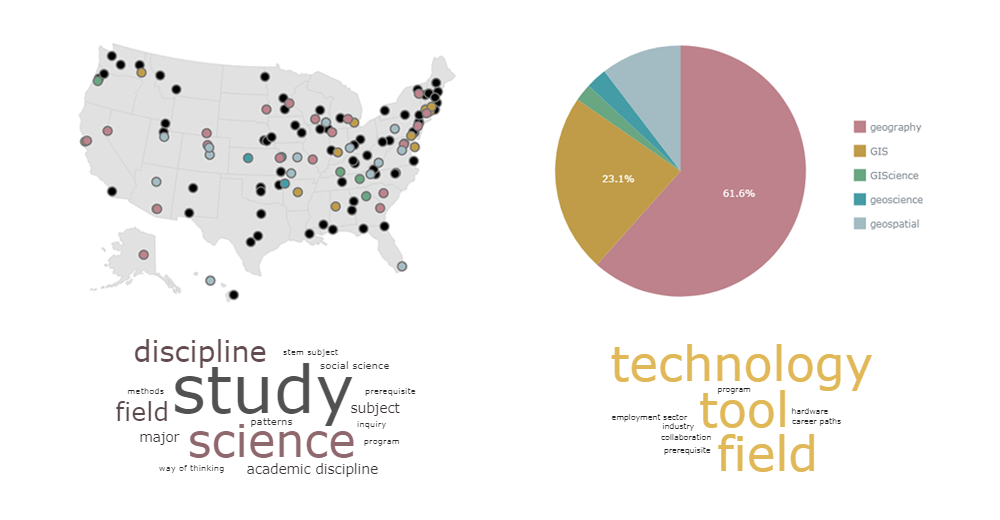 23.1%
61.6%
geography
GIS
GIScience
geoscience
geospatial
discipline
stem subject
social science
study
methods
prerequisite
field
subject
patterns
inquiry
major
science
program
way of thinking
academic discipline
technology
program
tool
employment sector
hardware
industry
career paths
collaboration
field
prerequisite